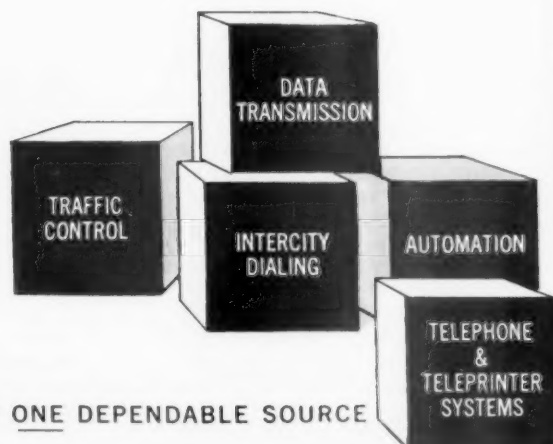 DATA
TRANSMISSION
TRAFFIC
CONTROL
INTERCITY
DIALING
AUTOMATION
TELEPHONE
&
TELEPRINTER
SYSTEMS
ONE DEPENDABLE SOURCE